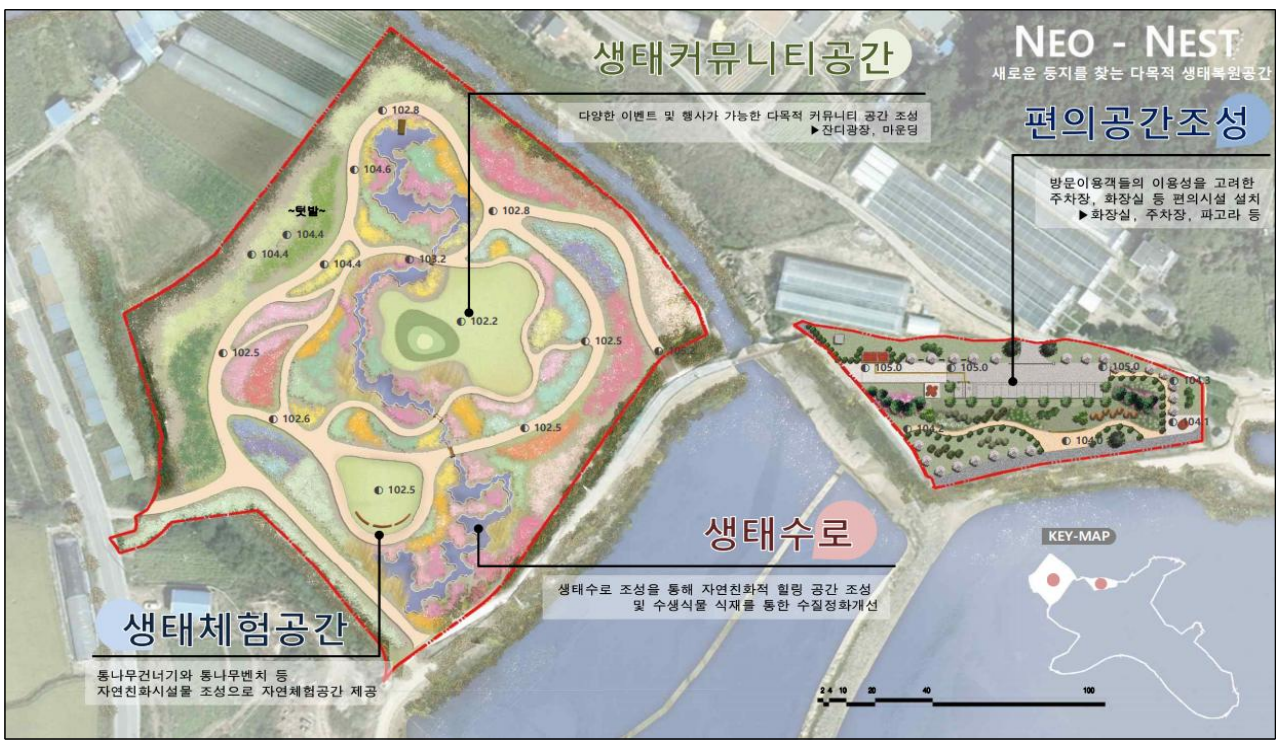 NEO - NEST
새로운 둥지를 찾는 다목적 생태복원공간
생태커뮤니티공간
다양한 이벤트 및 행사가 가능한 다목적 커뮤니티 공간 조성
▶잔디광장, 마운딩
편의공간조성
방문이용객들의 이용성을 고려한
주차장, 화장실 등 편의시설 설치
▶화장실, 주차장, 파고라 등
102.8
104.6
~텃밭~
104.4
104.4
104.4
102.8
103.2
102.2
102.5
102.5
102.6
102.5
102.5
105.0
105.0
105.0
104.3
104.1
104.2
104.0
생태수로
생태수로 조성을 통해 자연친화적 힐링 공간 조성
및 수생식물 식재를 통한 수질정화개선
생태체험공간
통나무건너기와 통나무벤치 등
자연친화시설물 조성으로 자연체험공간 제공
KEY-MAP
2 4 10 20 40 100